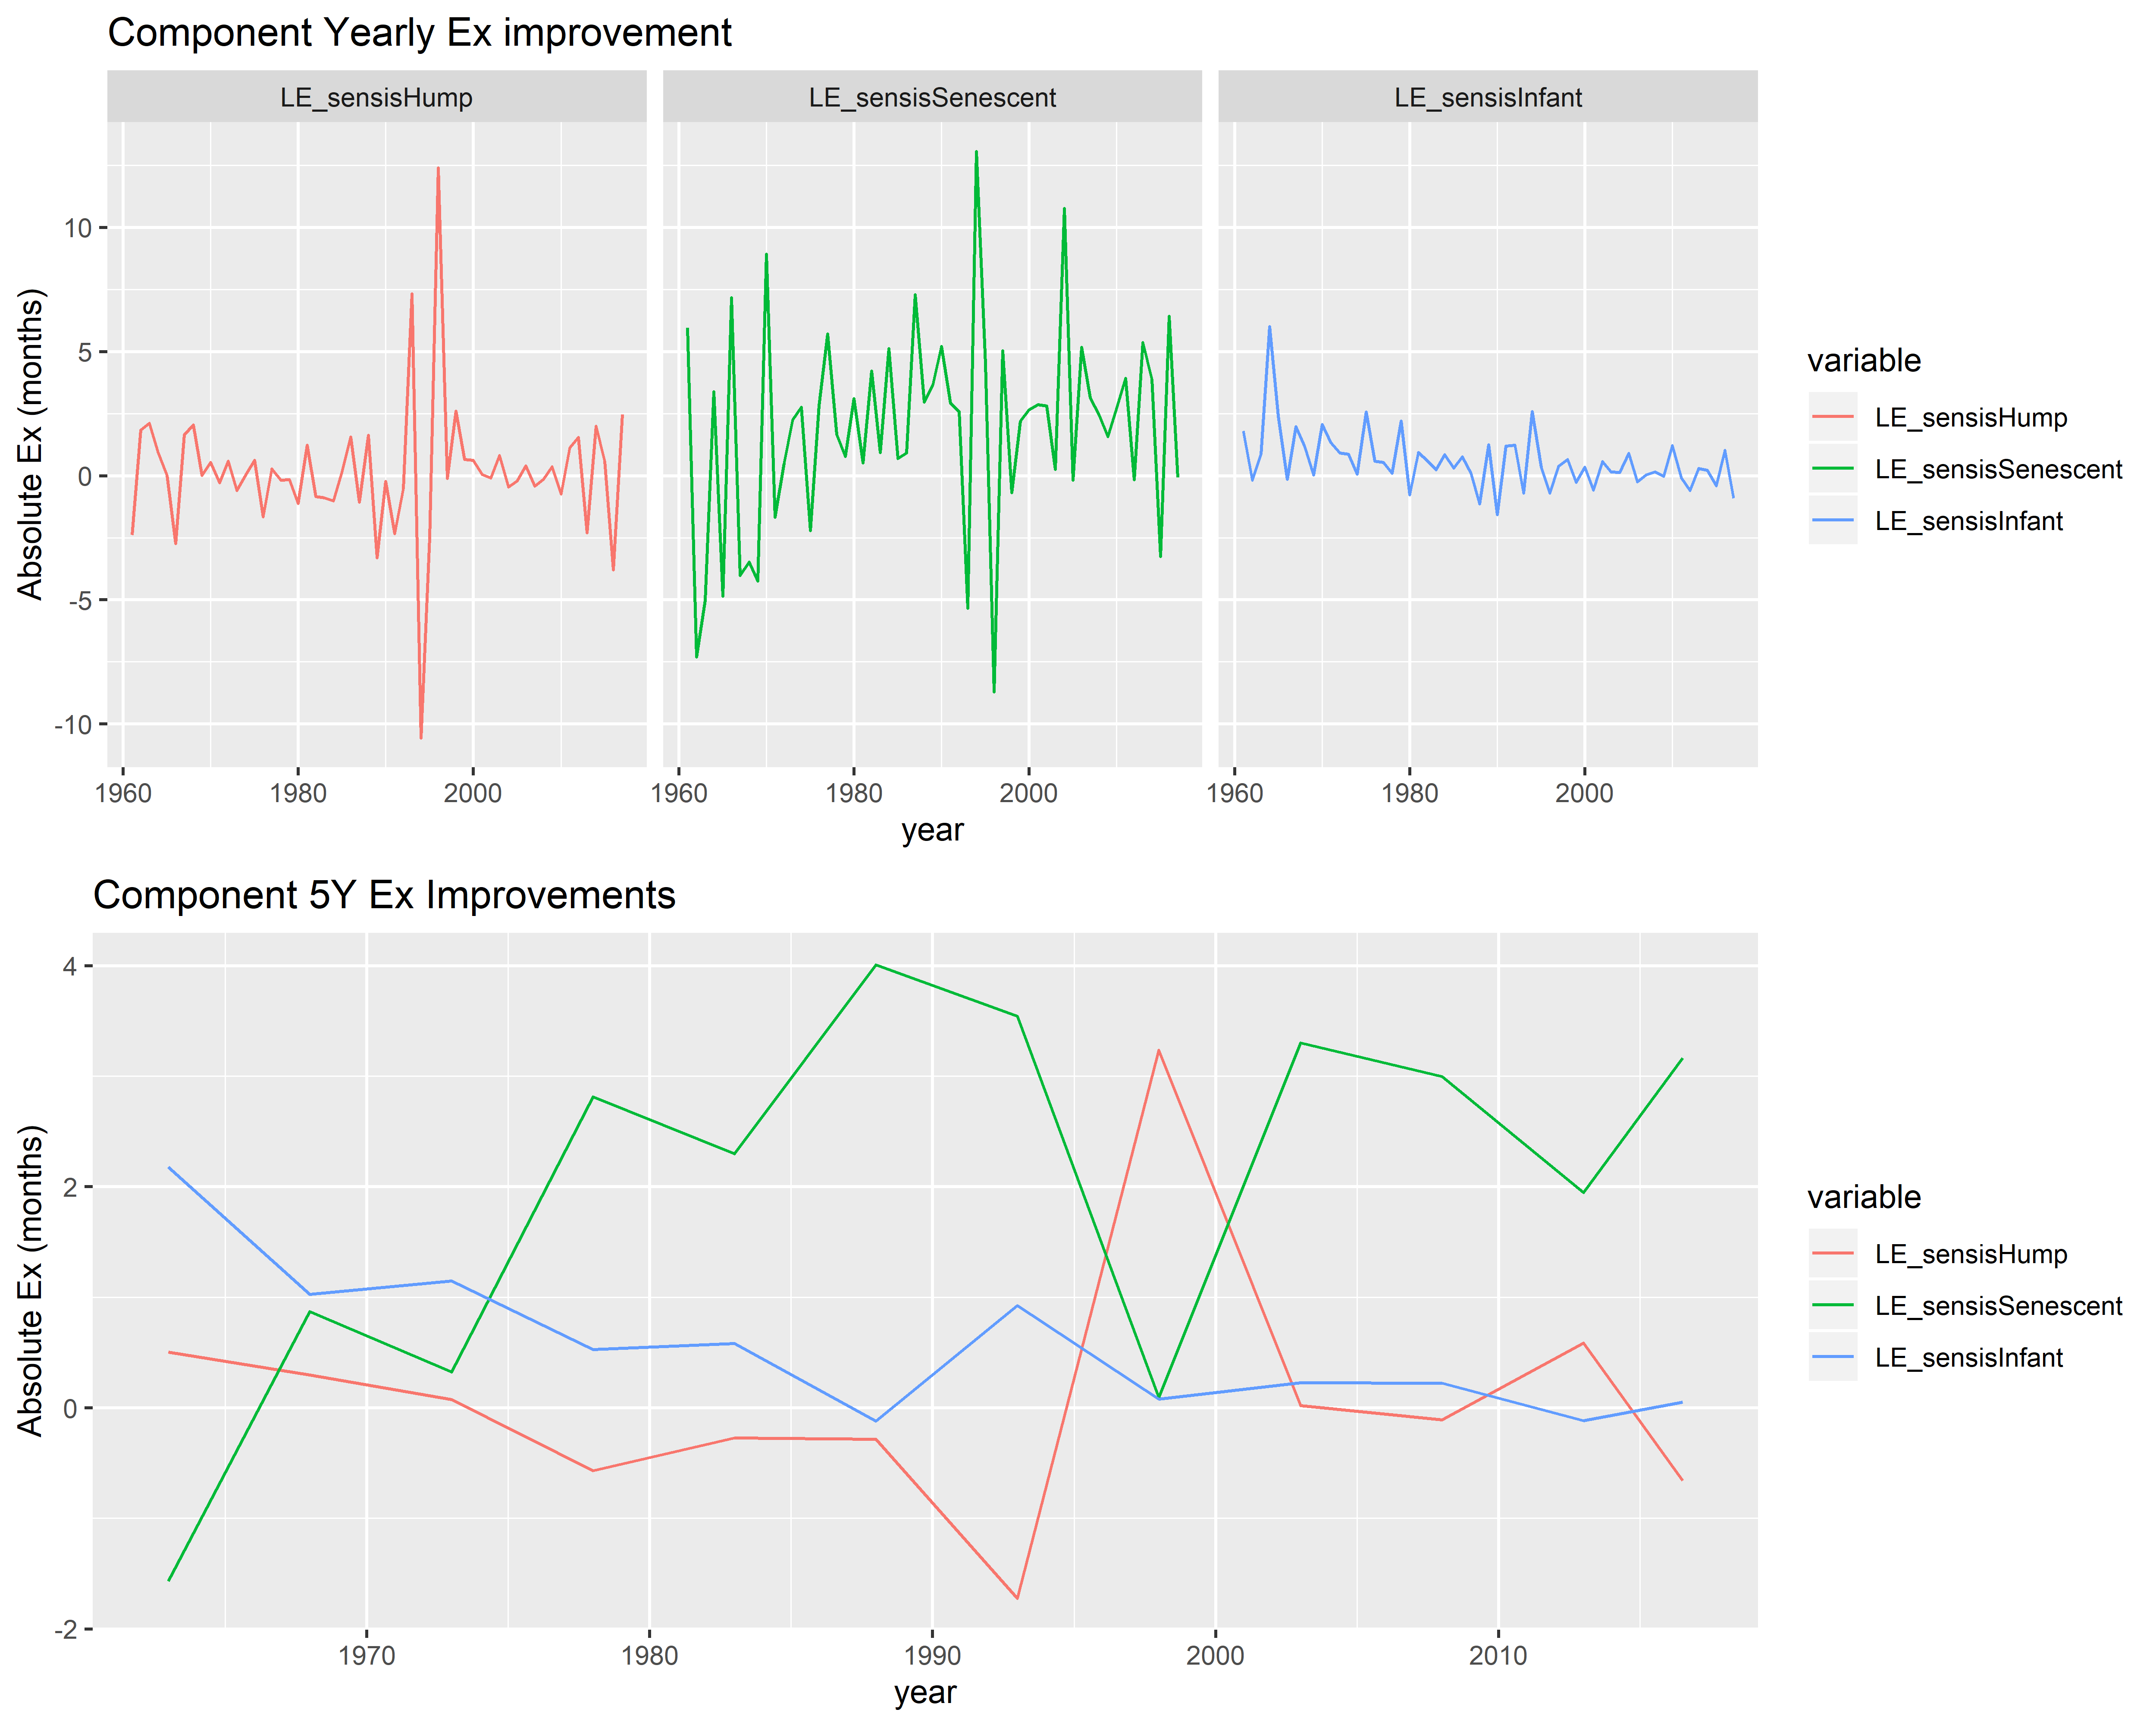 Component Yearly Ex improvement
LE_sensisHump LE_sensisSenescent LE_sensisInfant
Absolute Ex (months)
10
5
0
-5
-10
1960 1980 2000 1960 1980 2000 1960 1980 2000
year
variable
LE_sensisHump
LE_sensisSenescent
LE_sensisInfant
Component 5Y Ex Improvements
Absolute Ex (months)
4
2
0
-2
1970 1980 1990 2000 2010
year
variable
LE_sensisHump
LE_sensisSenescent
LE_sensisInfant